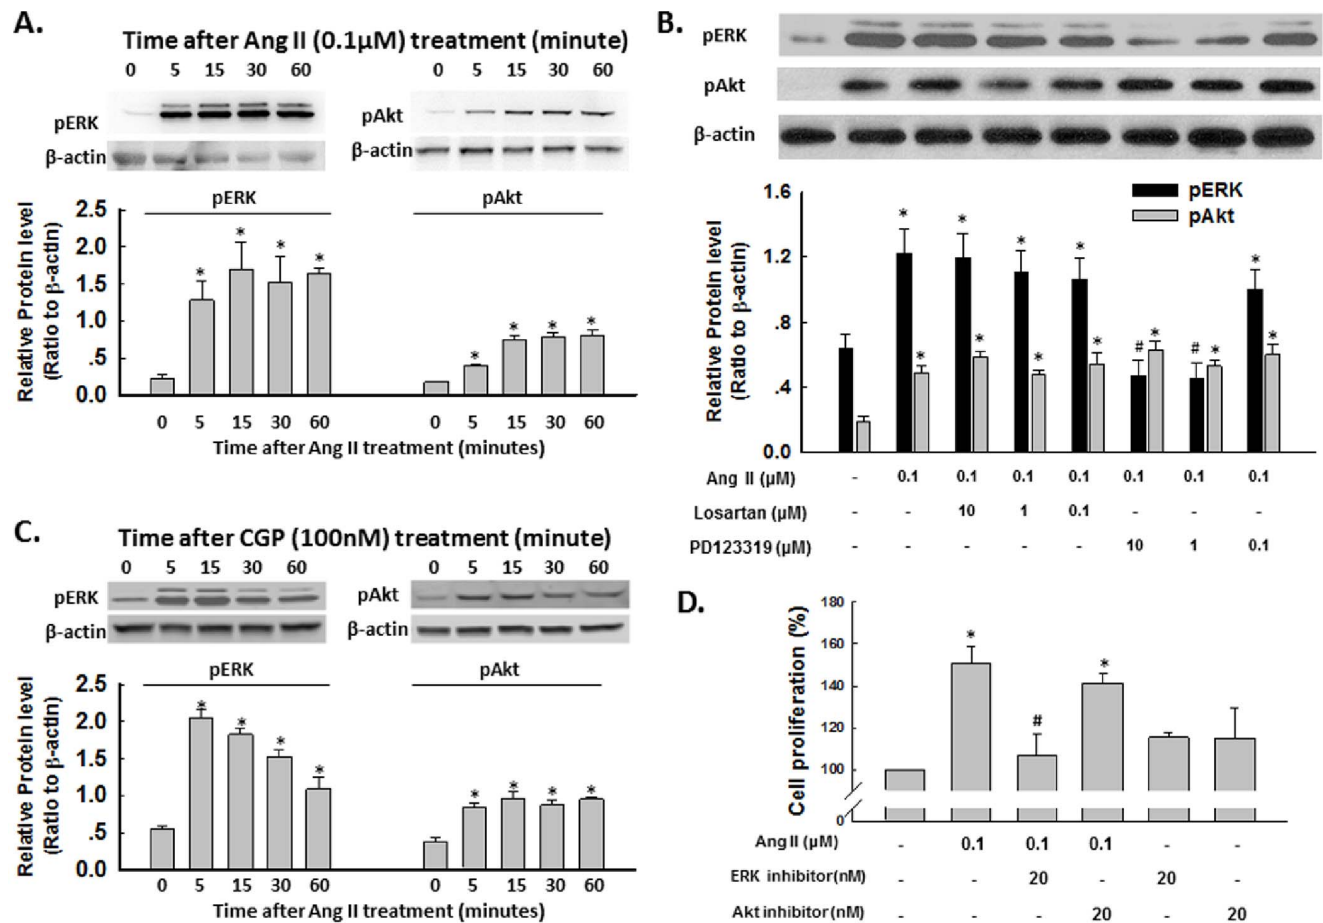 A.
Time after Ang II (0.1µM) treatment (minute)
0 5 15 30 60 0 5 15 30 60
pERK pAkt
β-actin β-actin
pERK pAkt
2.5
2.0
1.5
1.0
.5
0.0
Relative Protein level
(Ratio to β-actin)
* * * * * * * *
0 5 15 30 60 0 5 15 30 60
Time after Ang II treatment (minutes)
B.
pERK
pAkt
β-actin
pERK
pAkt
1.6
1.2
.8
.4
0.0
Relative Protein level
(Ratio to β-actin)
* * * * * * * * # * # * * *
Ang II (µM) - 0.1 0.1 0.1 0.1 0.1 0.1 0.1
Losartan (µM) - - 10 1 0.1 - - -
PD123319 (µM) - - - - - 10 1 0.1
C.
Time after CGP (100nM) treatment (minute)
0 5 15 30 60 0 5 15 30 60
pERK pAkt
β-actin β-actin
pERK pAkt
2.5
2.0
1.5
1.0
.5
0.0
Relative Protein level
(Ratio to β-actin)
* * * * * * * *
0 5 15 30 60 0 5 15 30 60
Time after Ang II treatment (minutes)
D.
180
160
140
120
100
0
Cell proliferation (%)
* # *
Ang II (µM) - 0.1 0.1 0.1 - -
ERK inhibitor(nM) - - 20 - 20 -
Akt inhibitor(nM) - - - 20 - 20